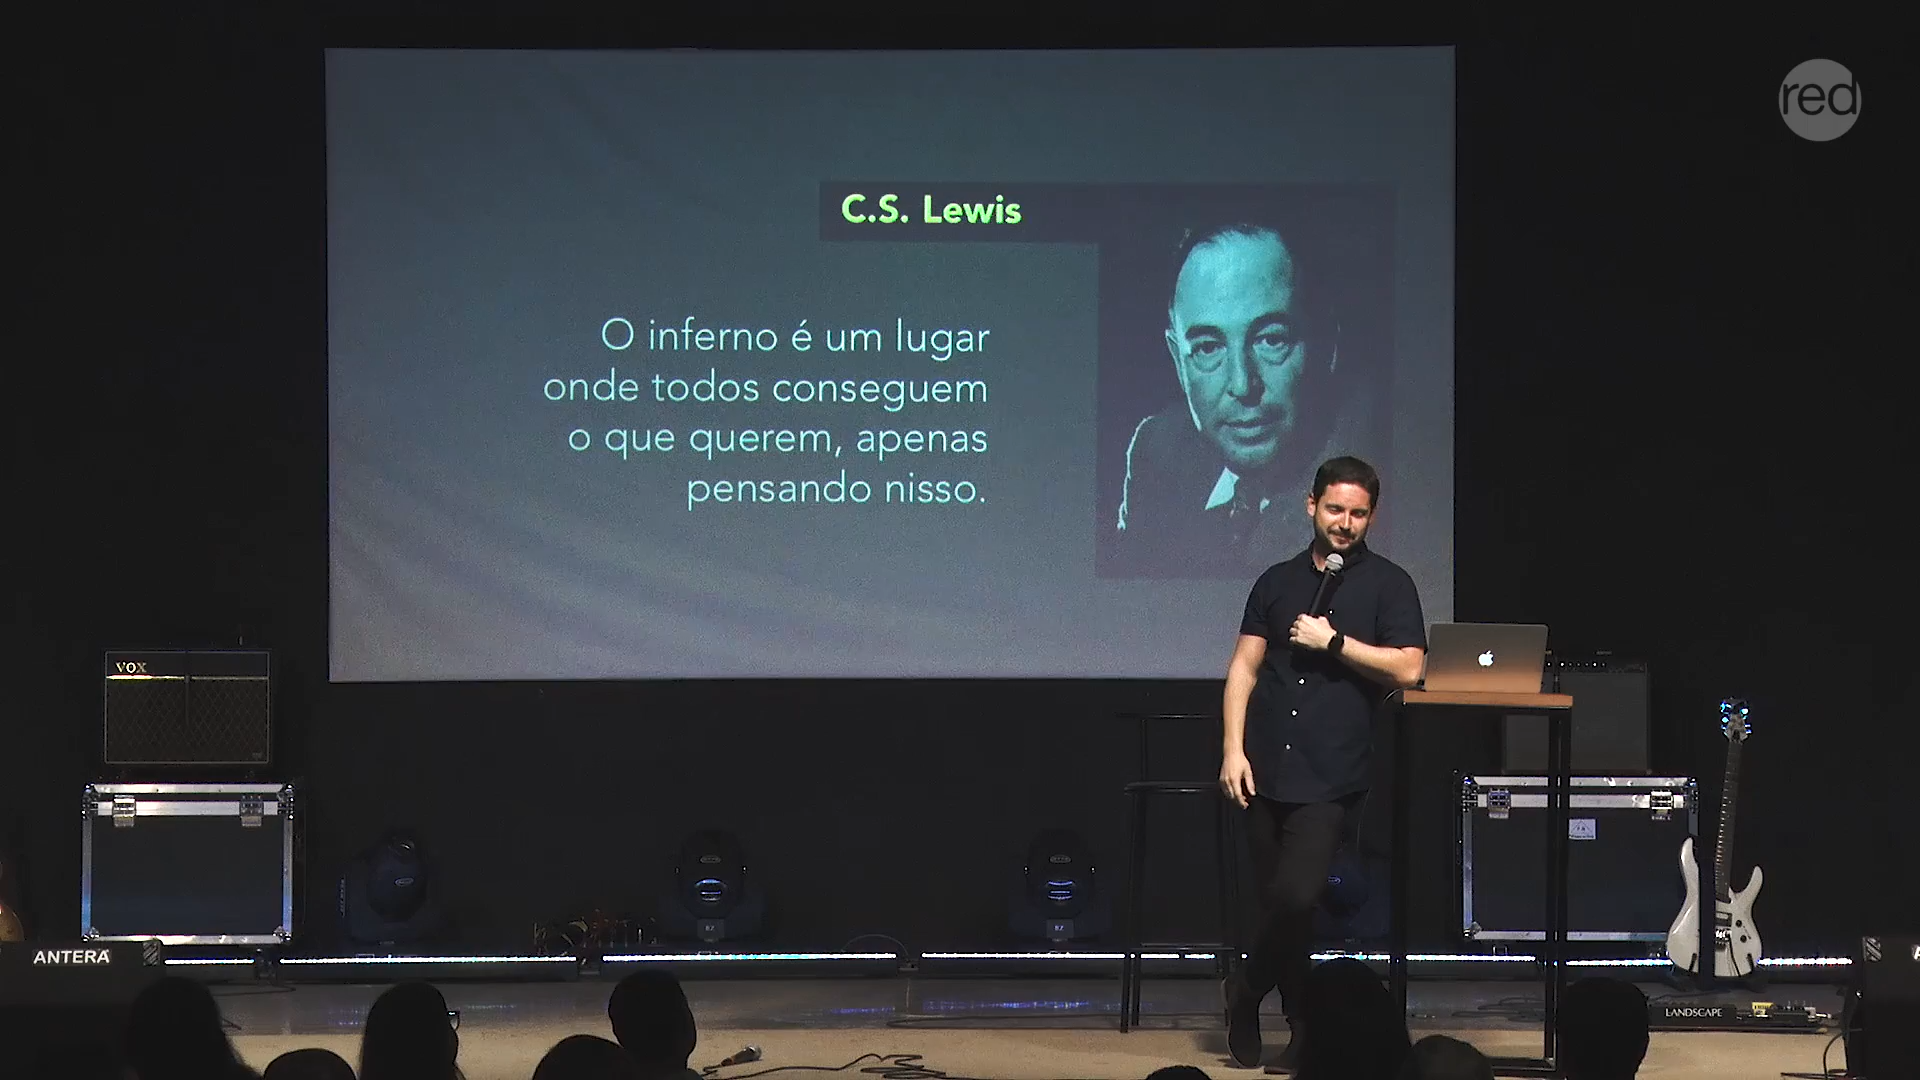 red
C.S. Lewis
O inferno é um lugar
onde todos conseguem
o que querem, apenas
pensando nisso.
VOX
ANTERA
LANDSCAPE